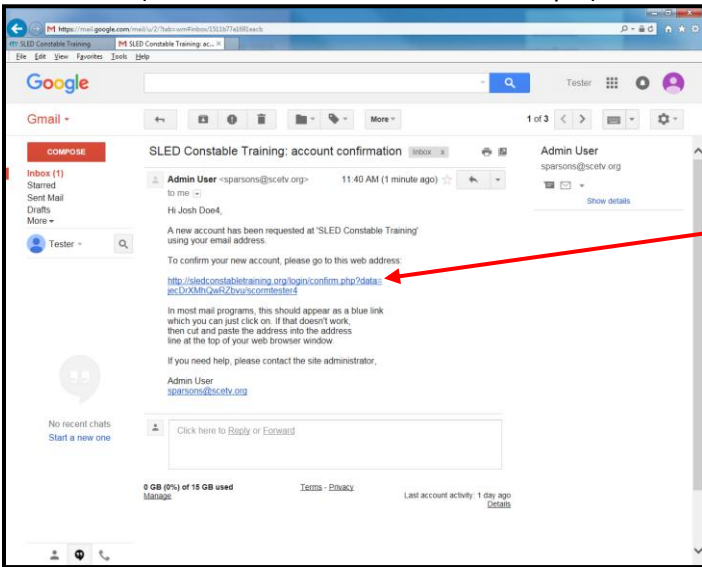 https://mail.google.com/mail/u/2/?tab=wm#inbox/1511b77a1691eacb
SLED Constable Training
SLED Constable Training: ac...
File Edit View Favorites Tools Help
Google
Tester
Gmail
More
1 of 3
COMPOSE
Inbox (1)
Starred
Sent Mail
Drafts
More
Tester
No recent chats
Start a new one
SLED Constable Training: account confirmation Inbox x
Admin User <sparsons@scetv.org> 11:40 AM (1 minute ago)
to me
Hi Josh Doe4,
A new account has been requested at 'SLED Constable Training'
using your email address.
To confirm your new account, please go to this web address:
http://sledconstabletraining.org/login/confirm.php?data=
jecDrXMhQwRZbvu/scormtester4
In most mail programs, this should appear as a blue link
which you can just click on. If that doesn't work,
then cut and paste the address into the address
line at the top of your web browser window.
If you need help, please contact the site administrator,
Admin User
sparsons@scetv.org
Click here to Reply or Forward
0 GB (0%) of 15 GB used
Manage
Terms - Privacy
Last account activity: 1 day ago
Details
Admin User
sparsons@scetv.org
Show details